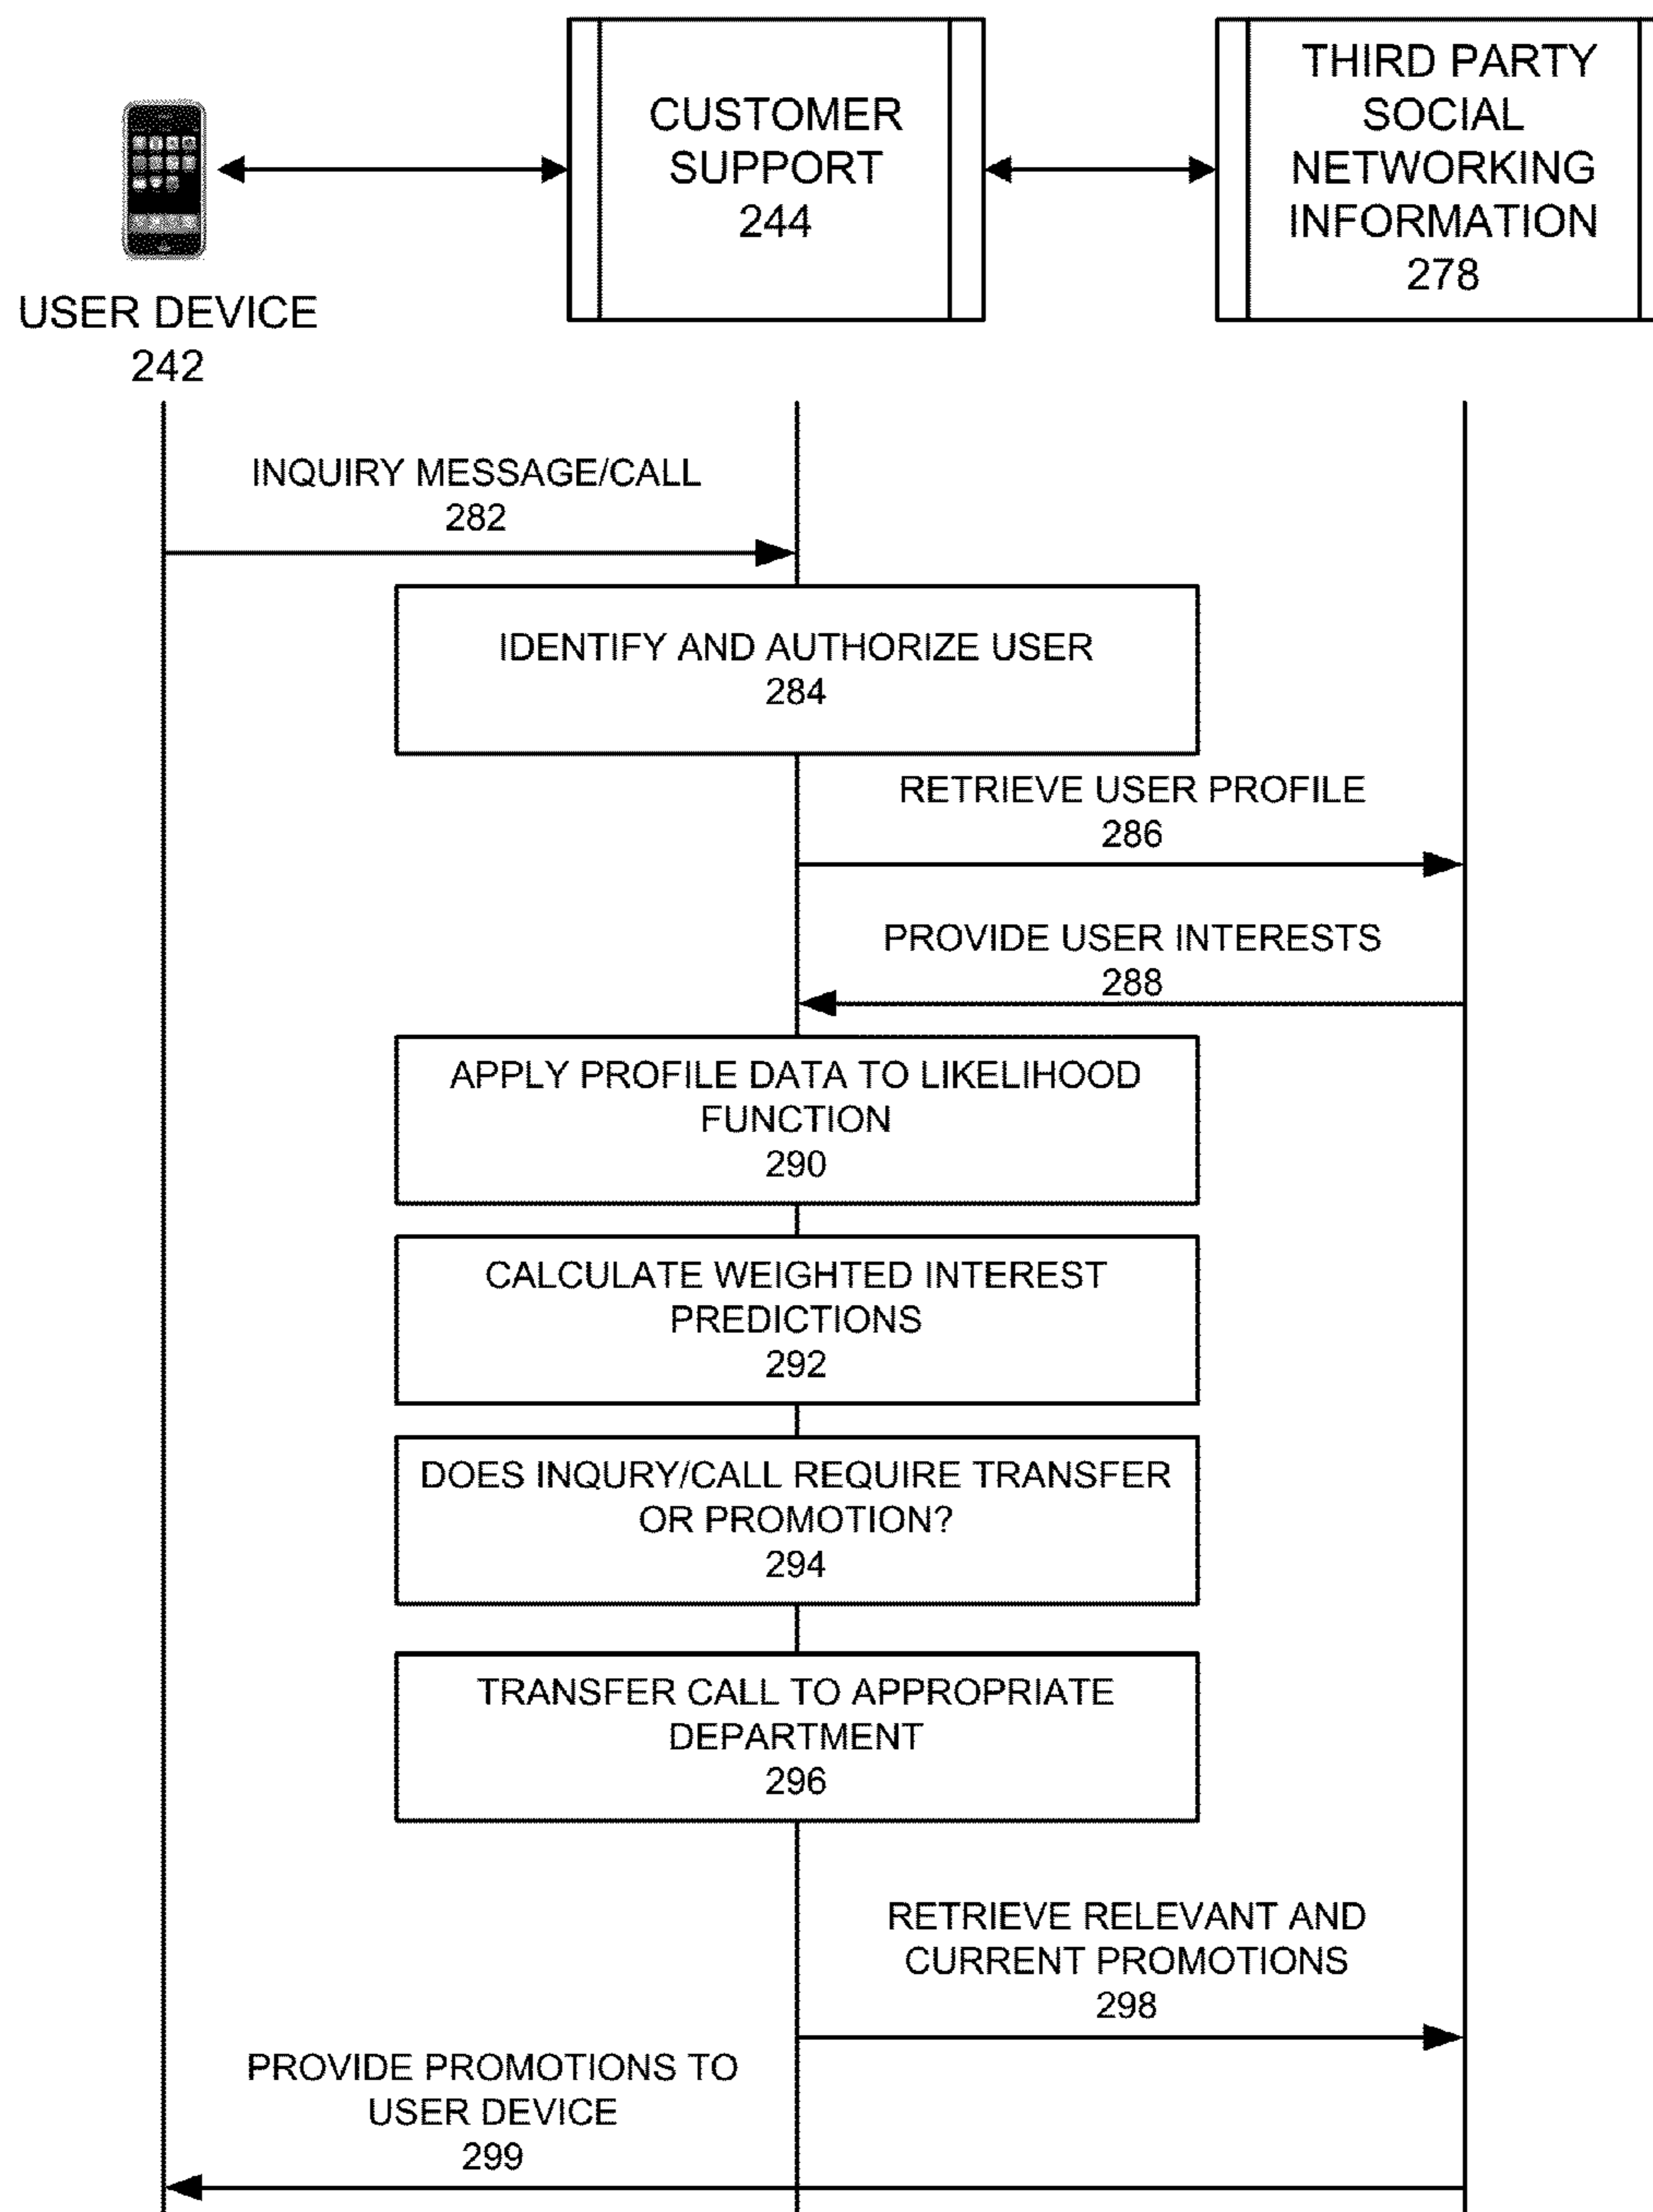 USER DEVICE
242
CUSTOMER
SUPPORT
244
THIRD PARTY
SOCIAL
NETWORKING
INFORMATION
278
INQUIRY MESSAGE/CALL
282
IDENTIFY AND AUTHORIZE USER
284
RETRIEVE USER PROFILE
286
PROVIDE USER INTERESTS
288
APPLY PROFILE DATA TO LIKELIHOOD
FUNCTION
290
CALCULATE WEIGHTED INTEREST
PREDICTIONS
292
DOES INQURY/CALL REQUIRE TRANSFER
OR PROMOTION?
294
TRANSFER CALL TO APPROPRIATE
DEPARTMENT
296
RETRIEVE RELEVANT AND
CURRENT PROMOTIONS
298
PROVIDE PROMOTIONS TO
USER DEVICE
299